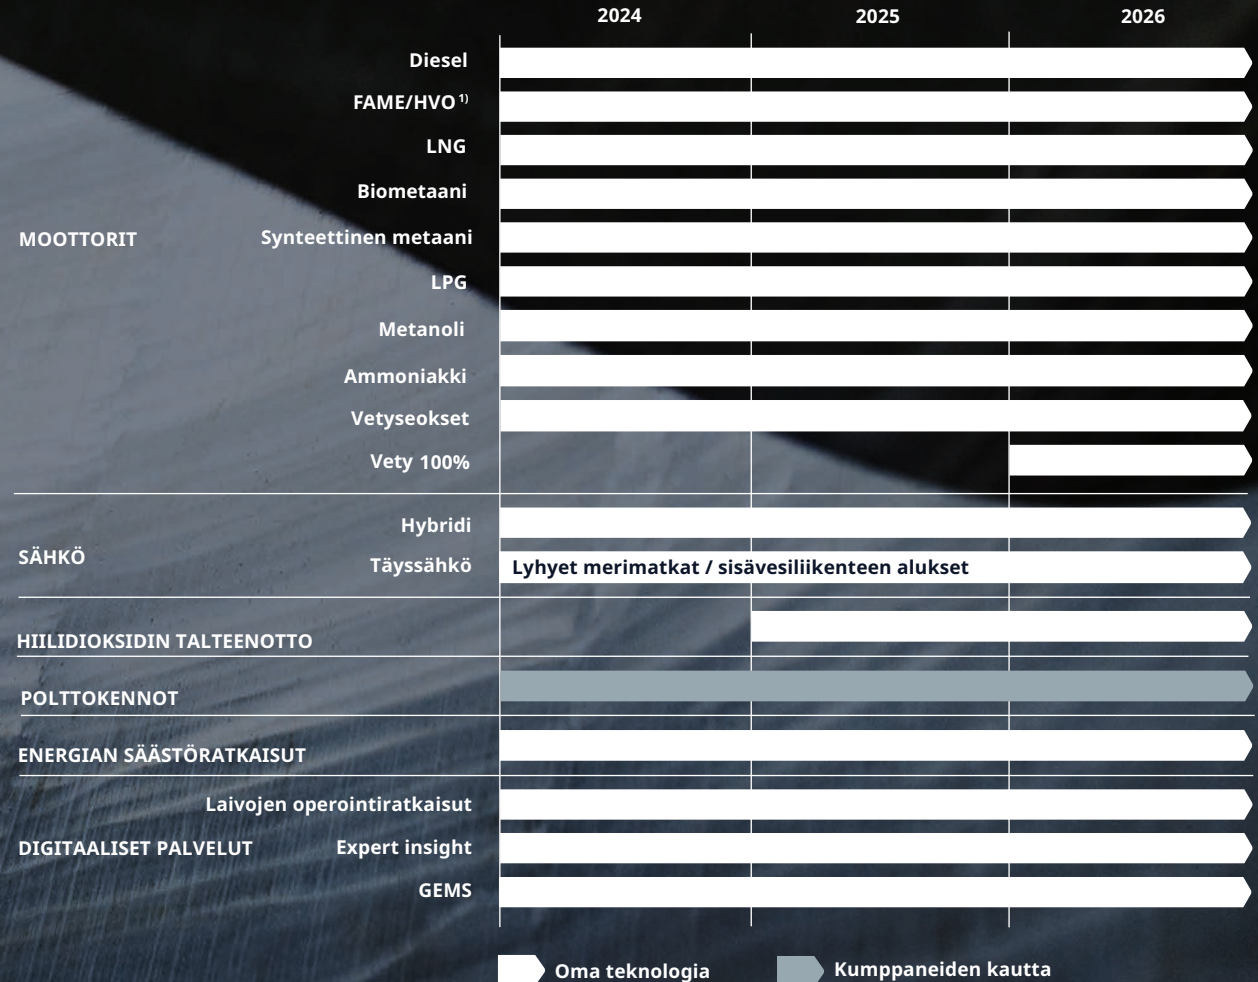 2024 2025 2026
Diesel
FAME/HVO 1)
LNG
Biometaani
MOOTTORIT Synteettinen metaani
LPG
Metanoli
Ammoniakki
Vetyseokset
Vety 100%
Hybridi
SÄHKÖ
Täyssähkö Lyhyet merimatkat / sisävesiliikenteen alukset
HIILIDIOKSIDIN TALTEENOTTO
POLTTOKENNOT
ENERGIAN SÄÄSTÖRATKAISUT
Laivojen operointiratkaisut
DIGITAALISET PALVELUT Expert insight
GEMS
Oma teknologia Kumppaneiden kautta